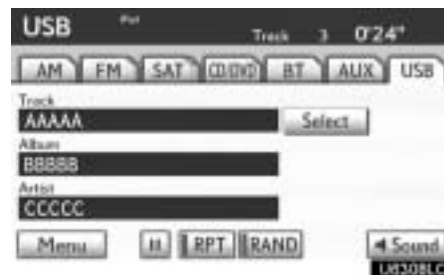 USB iPod Track 3 0'24"
AM FM SAT CD/DVD BT AUX USB
Track
AAAAA Select
Album
BBBBB
Artist
CCCCC
Menu RPT RAND Sound